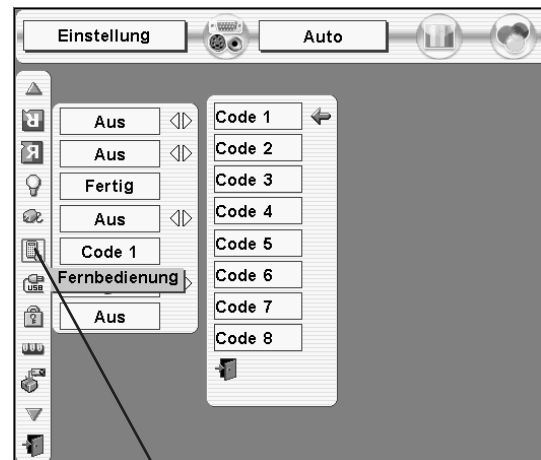 Einstellung
Auto
Aus
Aus
Fertig
Aus
Code 1
Fernbedienung
Aus
Code 1
Code 2
Code 3
Code 4
Code 5
Code 6
Code 7
Code 8
R
R
USB